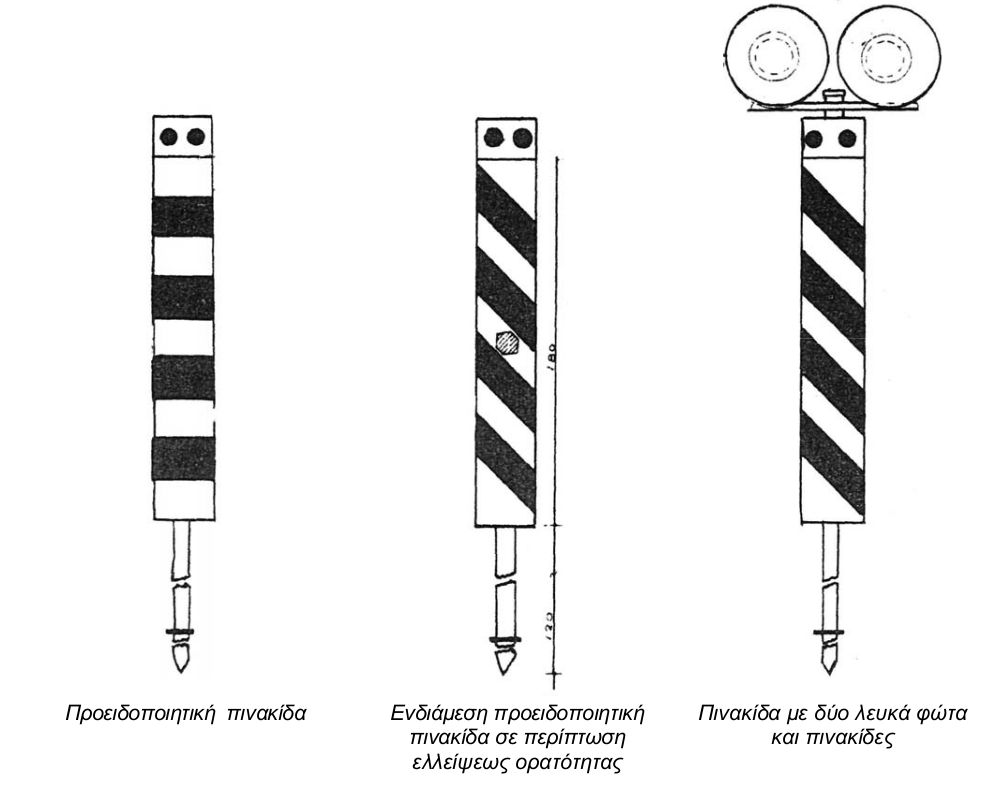 180
120
Προειδοποιητική πινακίδα
Ενδιάμεση προειδοποιητική
πινακίδα σε περίπτωση
ελλείψεως ορατότητας
Πινακίδα με δύο λευκά φώτα
και πινακίδες